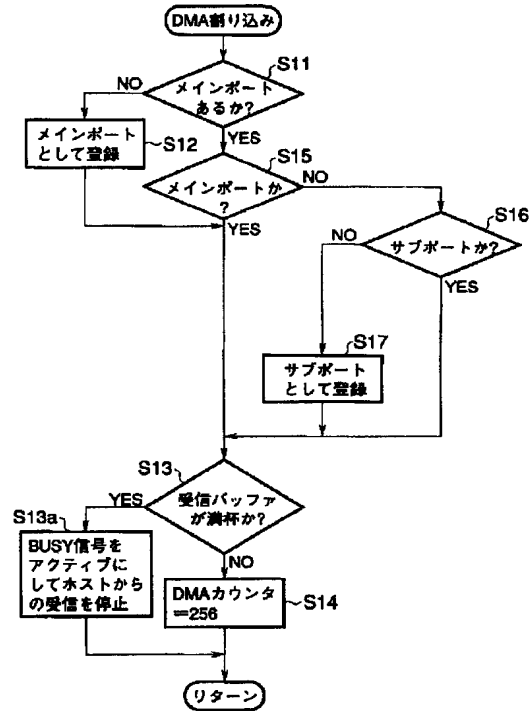 DMA割り込み
S11
メインポート
あるか?
NO
YES
メインポート
として登録
S12
S15
メインポートか
?
NO
YES
S16
サブポートか?
NO
YES
S17
サブポート
として登録
S13
受信バッファ
が満杯か?
YES
NO
S13a
BUSY信号を
アクティブに
してホストから
の受信を停止
DMAカウンタ
=256
S14
リターン